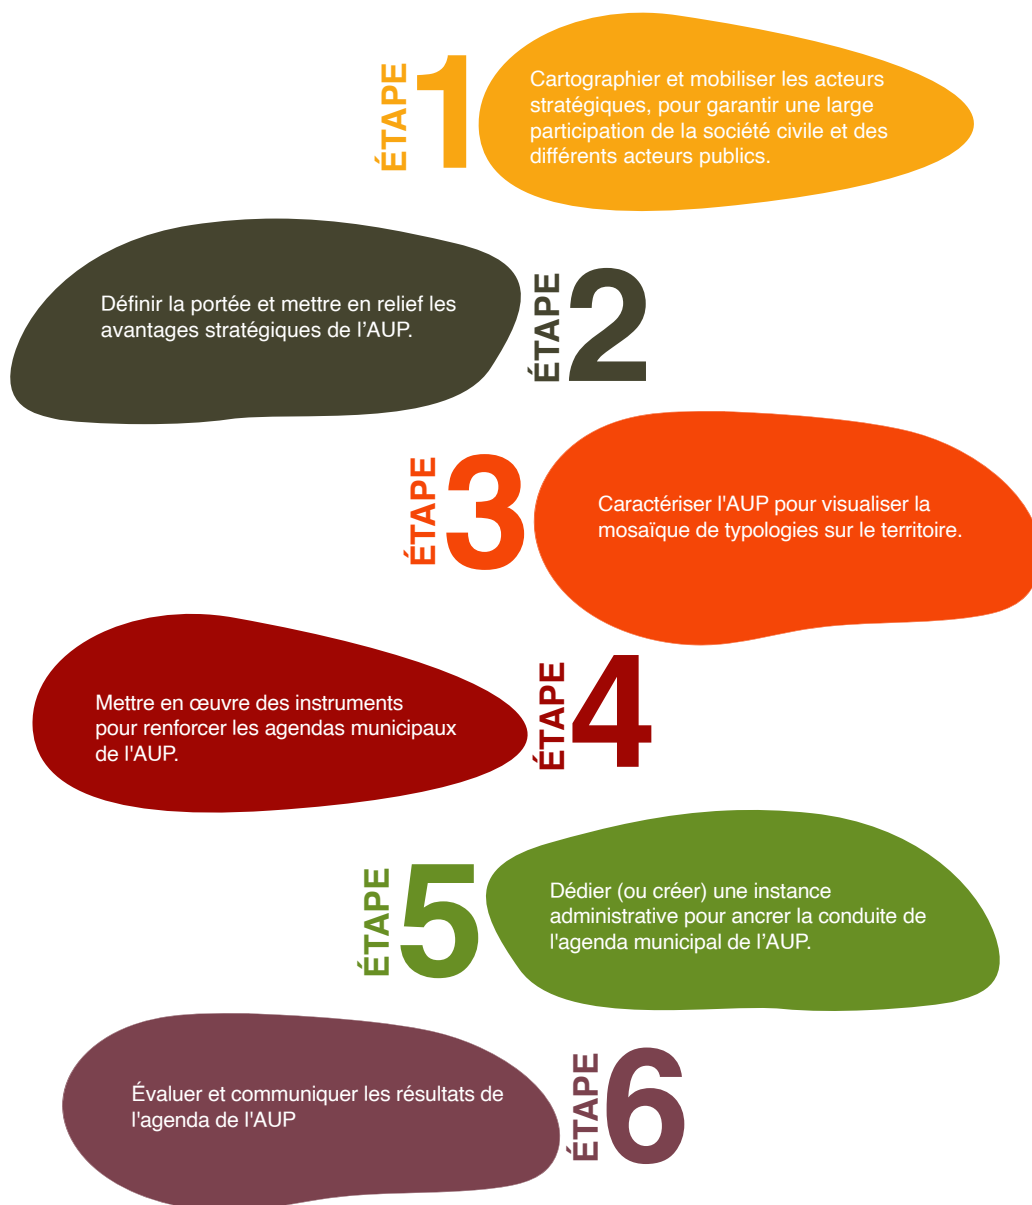 ÉTAPE 1
Cartographier et mobiliser les acteurs
stratégiques, pour garantir une large
participation de la société civile et des
différents acteurs publics.
Définir la portée et mettre en relief les
avantages stratégiques de l’AUP.
ÉTAPE 2
ÉTAPE 3
Caractériser l'AUP pour visualiser la
mosaïque de typologies sur le territoire.
Mettre en œuvre des instruments
pour renforcer les agendas municipaux
de l'AUP.
ÉTAPE 4
ÉTAPE 5
Dédier (ou créer) une instance
administrative pour ancrer la conduite de
l'agenda municipal de l’AUP.
Évaluer et communiquer les résultats de
l'agenda de l'AUP
ÉTAPE 6